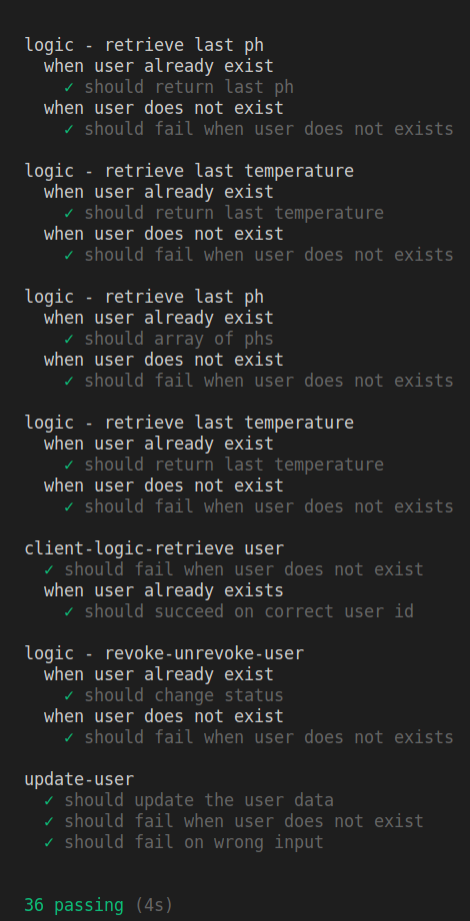 logic - retrieve last ph
when user already exist
✓ should return last ph
when user does not exist
✓ should fail when user does not exists
logic - retrieve last temperature
when user already exist
✓ should return last temperature
when user does not exist
✓ should fail when user does not exists
logic - retrieve last ph
when user already exist
✓ should array of phs
when user does not exist
✓ should fail when user does not exists
logic - retrieve last temperature
when user already exist
✓ should return last temperature
when user does not exist
✓ should fail when user does not exists
client-logic-retrieve user
✓ should fail when user does not exist
when user already exists
✓ should succeed on correct user id
logic - revoke-unrevoke-user
when user already exist
✓ should change status
when user does not exist
✓ should fail when user does not exists
update-user
✓ should update the user data
✓ should fail when user does not exist
✓ should fail on wrong input
36 passing (4s)